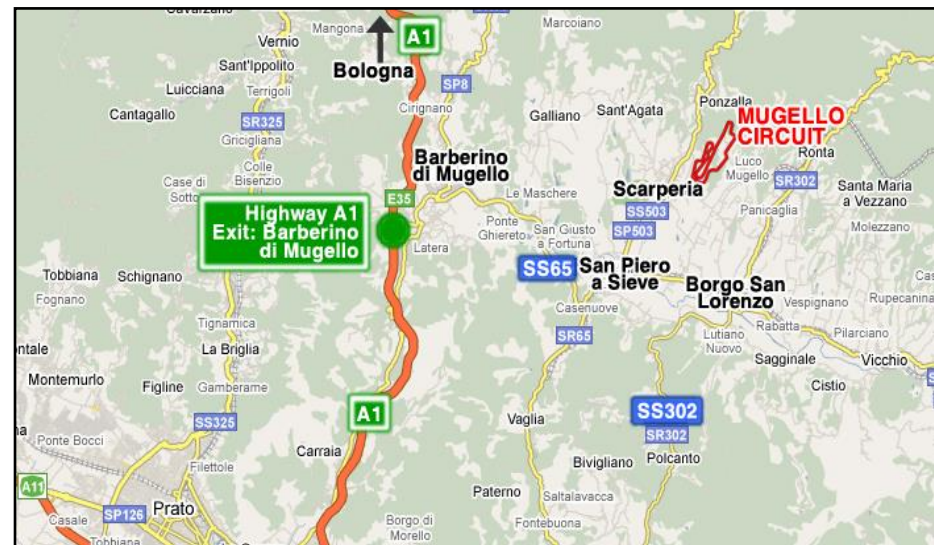 Cavarzano
Mangona
A1
Bologna
Marcoiano
Vernio
Sant'Ippolito
Terrigoli
Luicciana
Cantagallo
SR325
Gricigliana
SP8
Cirignano
Galliano
Sant'Agata
Ponzalla
MUGELLO
CIRCUIT
Luco
Mugello
Ronta
SR302
Santa Maria
a Vezzano
Colle
Bisenzio
Case di
Sotto
Barberino
di Mugello
Le Maschere
Scarperia
SS503
SP503
Panicaglia
Molezzano
E35
Highway A1
Exit: Barberino
di Mugello
Latera
Ponte
Ghiereto
San Giusto
a Fortuna
SS65
San Piero
a Sieve
Borgo San
Lorenzo
Vespignano
Rupecanina
Cas
Tobbiana
Schignano
Fognano
Casenuove
SR65
Tignamica
La Briglia
Lutiano
Nuovo
Rabatta
Pilarciano
Sagginale
Vicchio
Cistio
ontale
Montemurlo
Figline
Gamberame
A1
SS325
Vaglia
SS302
SR302
na
Ponte Bocci
Filettole
Carraia
Bivigliano
Polcanto
A11
Prato
SP126
Casale
Tobbiana
Paterno
Saltalavacca
Borgo di
Morello
Fontebuona